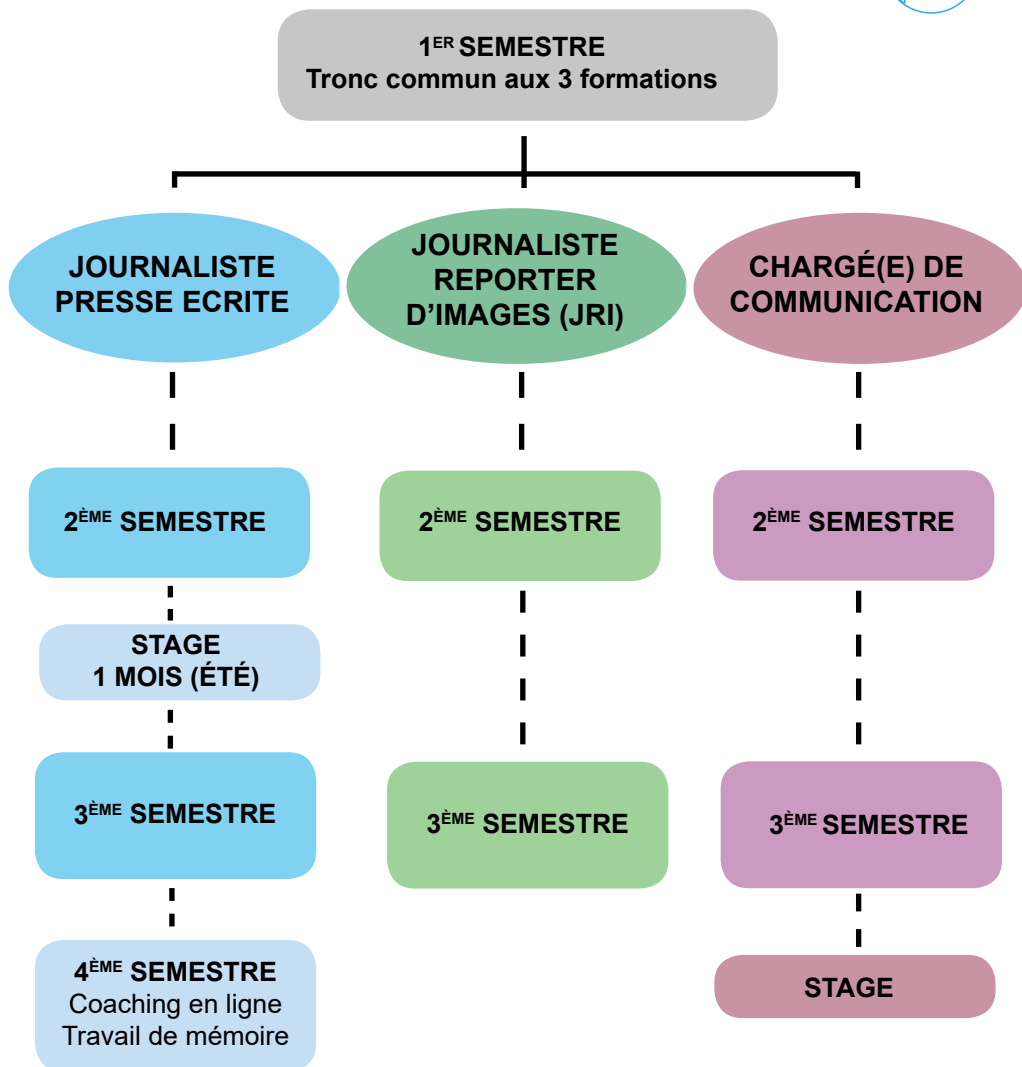 1ER SEMESTRE
Tronc commun aux 3 formations
JOURNALISTE
PRESSE ECRITE
JOURNALISTE
REPORTER
D'IMAGES (JRI)
CHARGÉ(E) DE
COMMUNICATION
2ÈME SEMESTRE
2ÈME SEMESTRE
2ÈME SEMESTRE
STAGE
1 MOIS (ÉTÉ)
3ÈME SEMESTRE
3ÈME SEMESTRE
3ÈME SEMESTRE
4ÈME SEMESTRE
Coaching en ligne
Travail de mémoire
STAGE